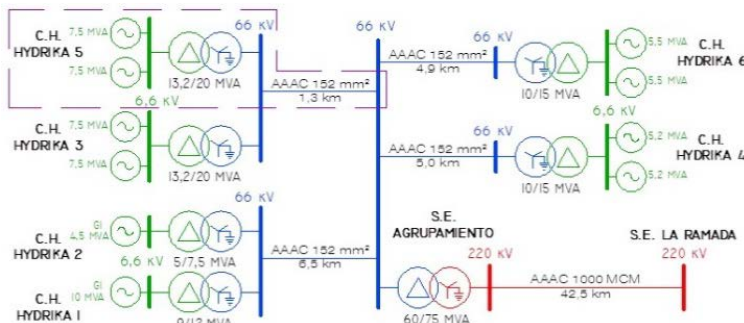 66 kV
7,5 MVA
C.H.
HYDRIKA 5
7,5 MVA
13,2/20 MVA
6,6 kV
AAAC 152 mm²
1,3 km
7,5 MVA
C.H.
HYDRIKA 3
7,5 MVA
13,2/20 MVA
66 kV
C.H.
HYDRIKA 2
G1
4,5 MVA
5/7,5 MVA
6,6 kV
AAAC 152 mm²
6,5 km
C.H.
HYDRIKA 1
G1
10 MVA
66 kV
66 kV
AAAC 152 mm²
4,9 km
10/15 MVA
5,5 MVA
5,5 MVA
C.H.
HYDRIKA 6
66 kV
AAAC 152 mm²
5,0 km
10/15 MVA
6,6 kV
5,2 MVA
5,2 MVA
C.H.
HYDRIKA 4
S.E.
AGRUPAMIENTO
220 kV
60/75 MVA
AAAC 1000 MCM
42,5 km
S.E. LA RAMADA
220 kV